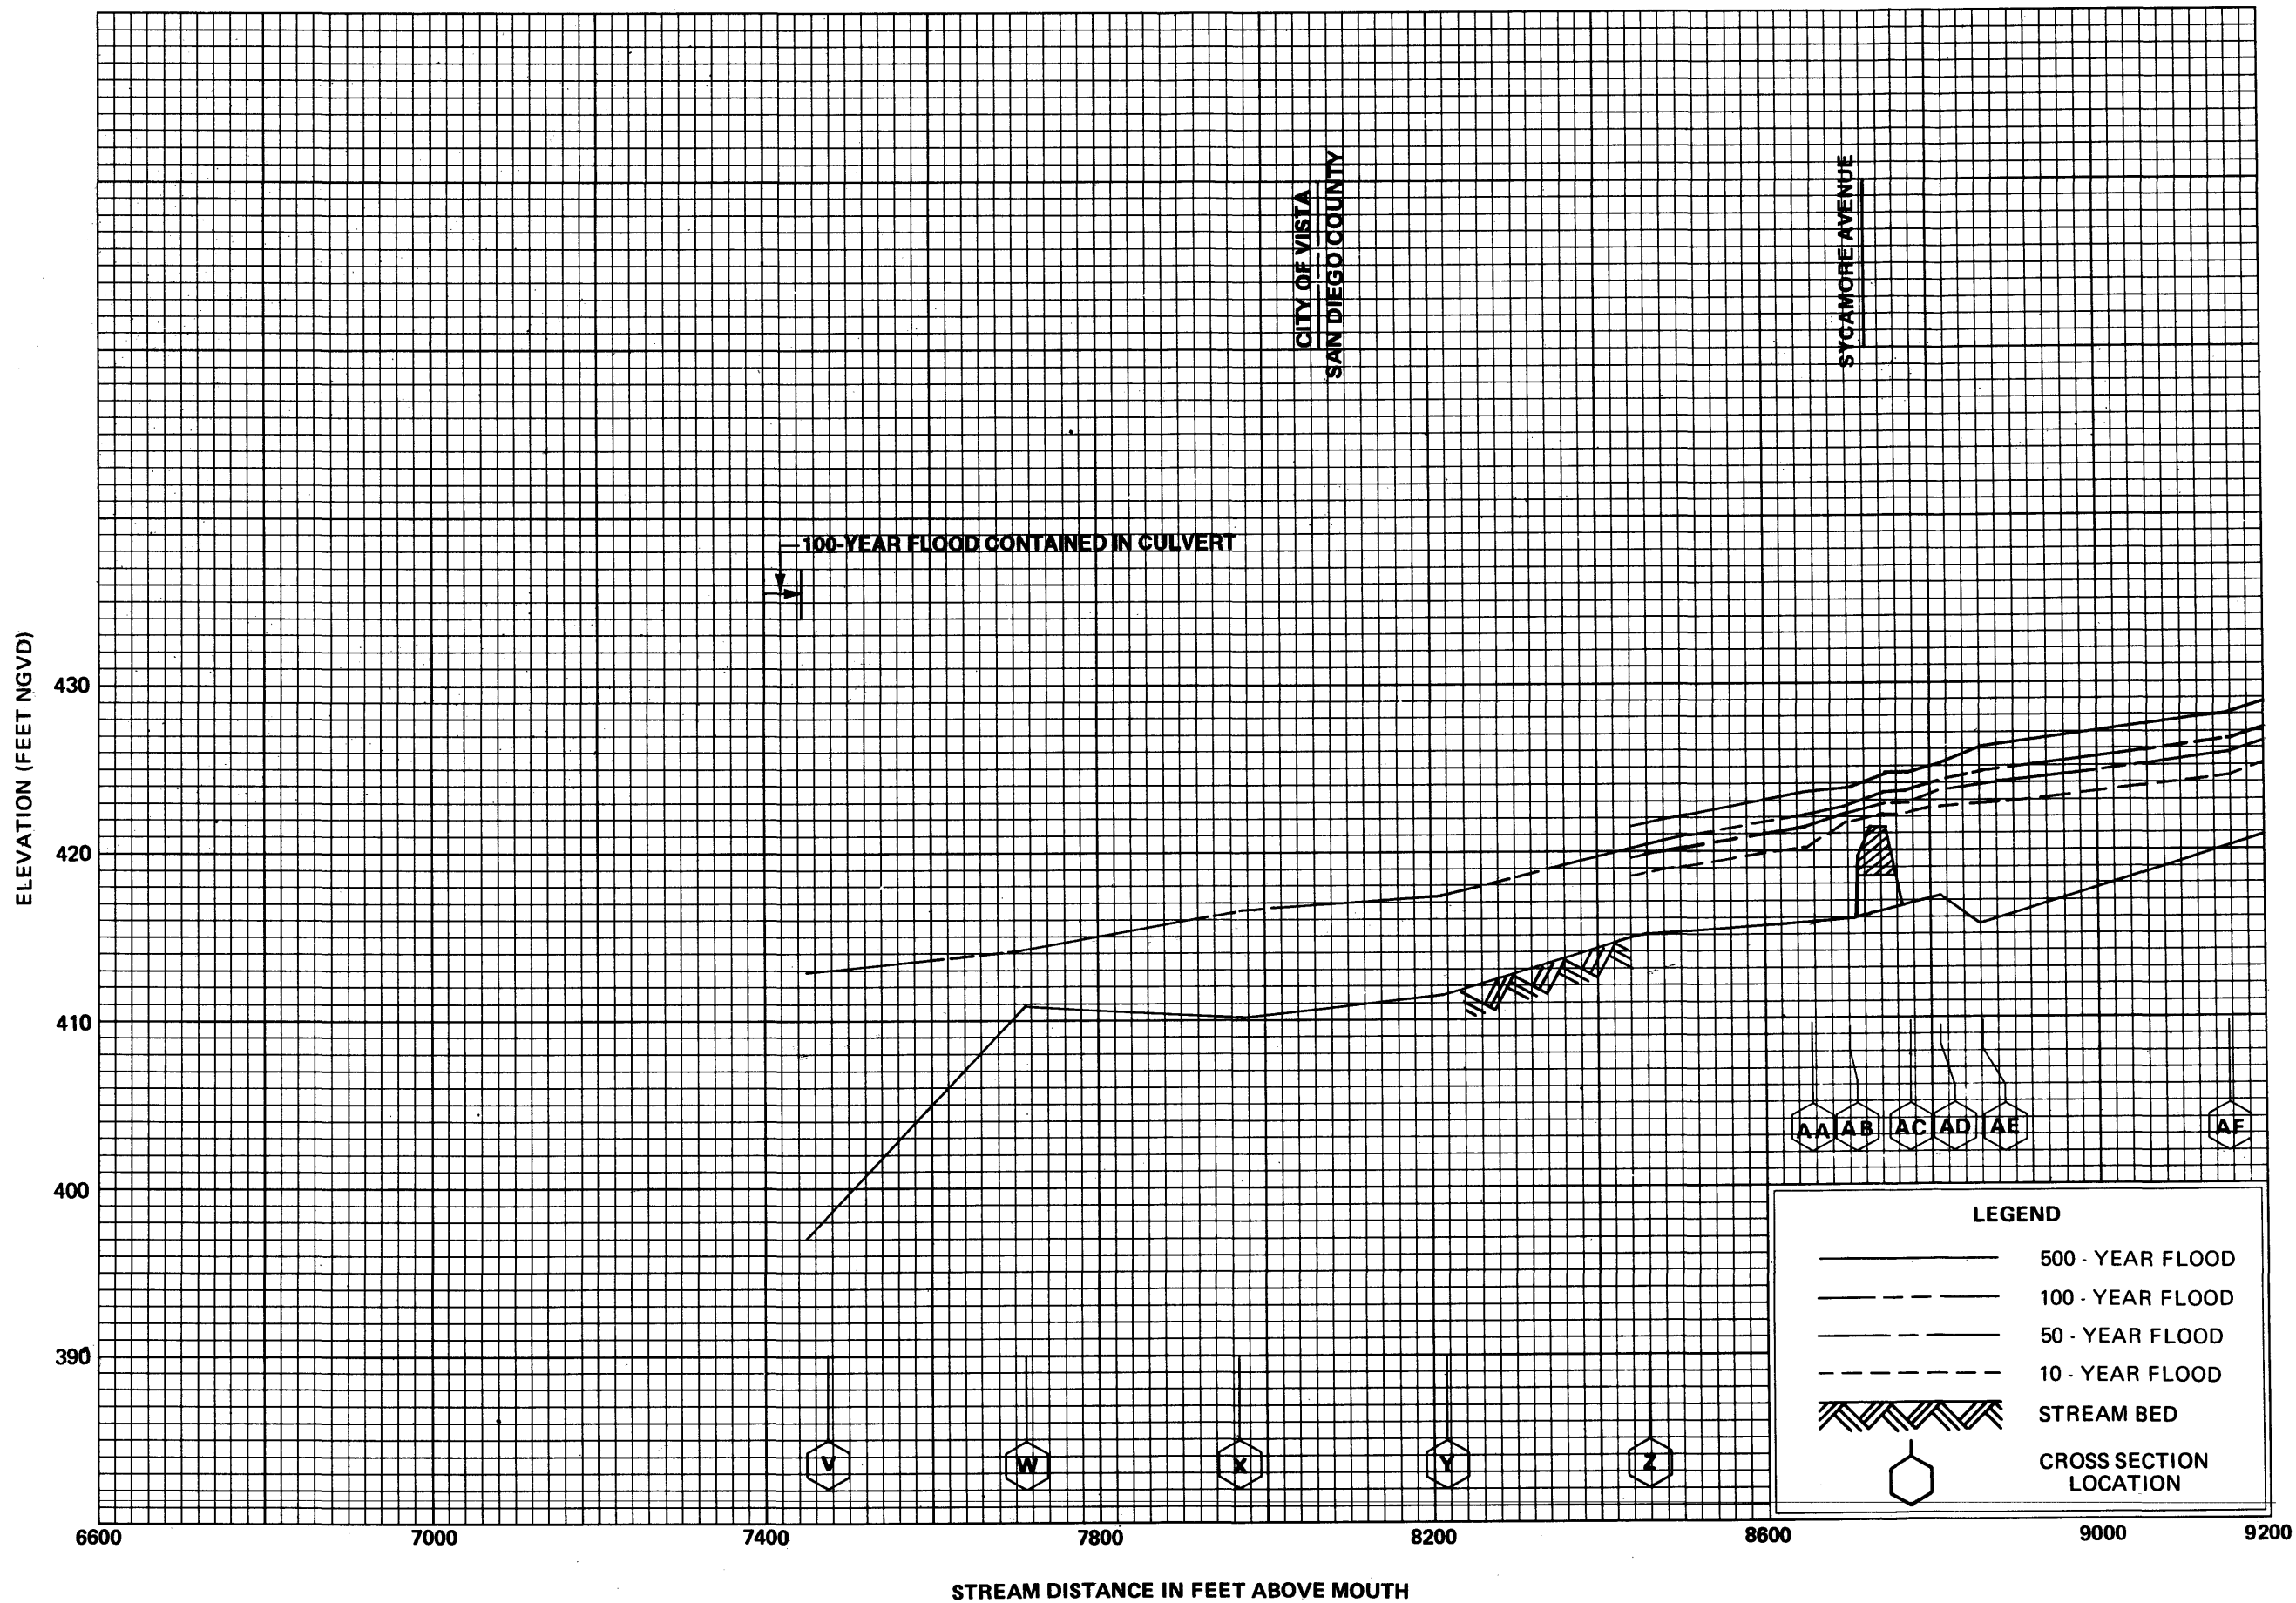 CITY OF VISTA
SAN DIEGO COUNTY
SYCAMORE AVENUE
100-YEAR FLOOD CONTAINED IN CULVERT
ELEVATION (FEET NGVD)
430
420
410
400
390
AA
AB
AC
AD
AE
AF
V
W
X
Y
Z
LEGEND
500 - YEAR FLOOD
100 - YEAR FLOOD
50 - YEAR FLOOD
10 - YEAR FLOOD
STREAM BED
CROSS SECTION
LOCATION
6600
7000
7400
7800
8200
8600
9000
9200
STREAM DISTANCE IN FEET ABOVE MOUTH